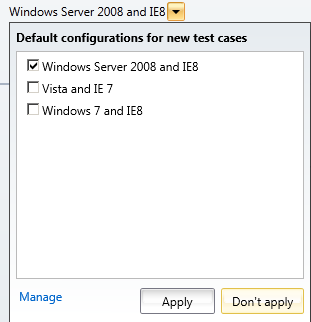 Windows Server 2008 and IE8
Default configurations for new test cases
Windows Server 2008 and IE8
Vista and IE 7
Windows 7 and IE8
Manage
Apply
Don't apply